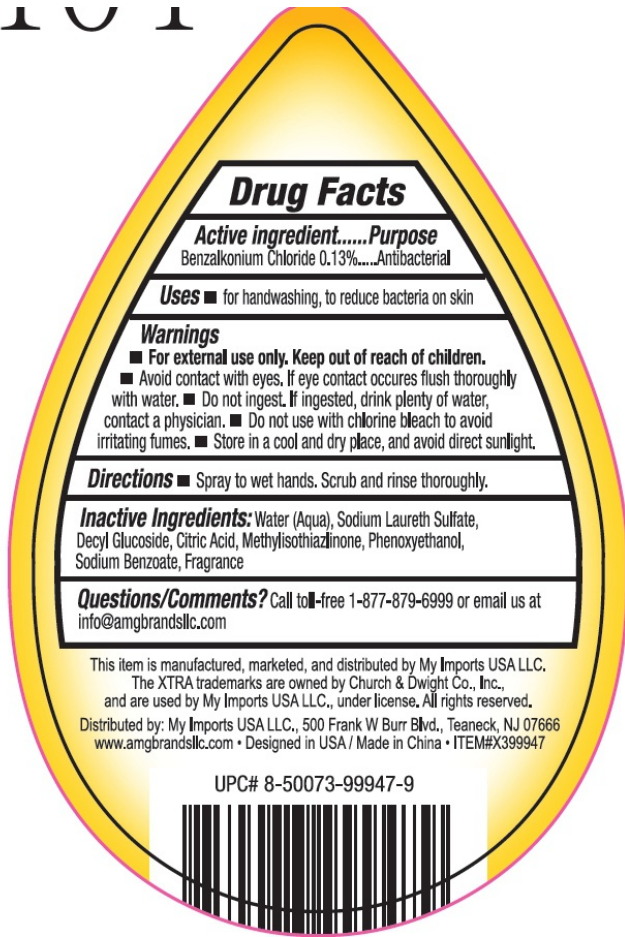 Drug Facts
Active ingredient......Purpose
Benzalkonium Chloride 0.13%.....Antibacterial
Uses ■ for handwashing, to reduce bacteria on skin
Warnings
■ For external use only. Keep out of reach of children.
■ Avoid contact with eyes. If eye contact occures flush thoroughly
with water. ■ Do not ingest. If ingested, drink plenty of water,
contact a physician. ■ Do not use with chlorine bleach to avoid
irritating fumes. ■ Store in a cool and dry place, and avoid direct sunlight.
Directions ■ Spray to wet hands. Scrub and rinse thoroughly.
Inactive Ingredients: Water (Aqua), Sodium Laureth Sulfate,
Decyl Glucoside, Citric Acid, Methylisothiazlinone, Phenoxyethanol,
Sodium Benzoate, Fragrance
Questions/Comments? Call toll-free 1-877-879-6999 or email us at
info@amgbrandsllc.com
This item is manufactured, marketed, and distributed by My Imports USA LLC.
The XTRA trademarks are owned by Church & Dwight Co., Inc.,
and are used by My Imports USA LLC., under license. All rights reserved.
Distributed by: My Imports USA LLC., 500 Frank W Burr Blvd., Teaneck, NJ 07666
www.amgbrandsllc.com • Designed in USA / Made in China • ITEM#X399947
UPC# 8-50073-99947-9